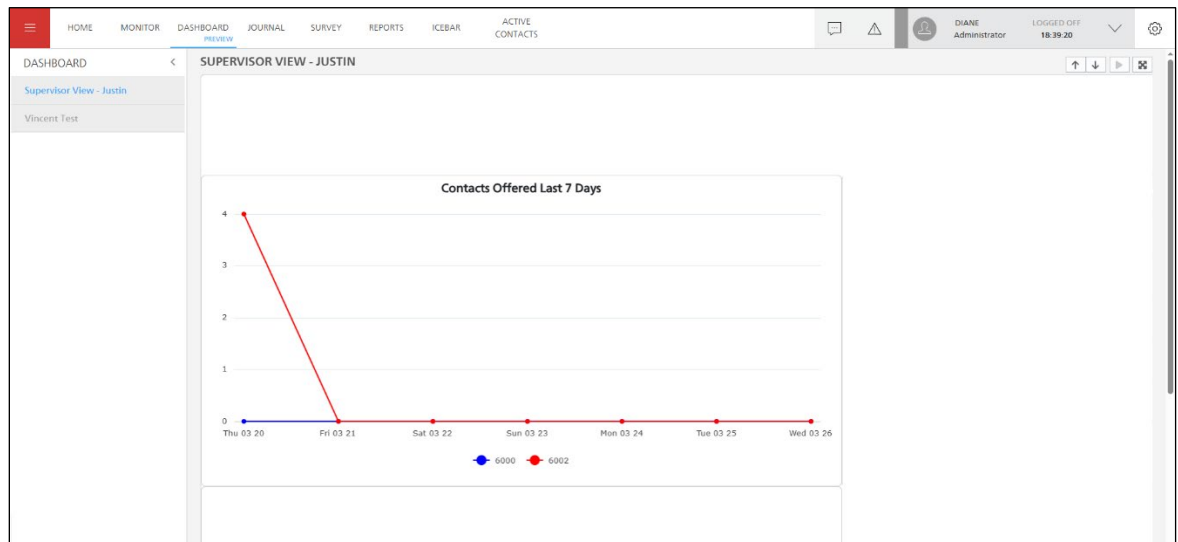 HOME MONITOR DASHBOARD JOURNAL SURVEY REPORTS ICEBAR ACTIVE
PREVIEW CONTACTS
DIANE LOGGED OFF
Administrator 18:39:20
DASHBOARD
Supervisor View - Justin
Vincent Test
SUPERVISOR VIEW - JUSTIN
Contacts Offered Last 7 Days
4
3
2
1
0
Thu 03 20 Fri 03 21 Sat 03 22 Sun 03 23 Mon 03 24 Tue 03 25 Wed 03 26
6000 6002